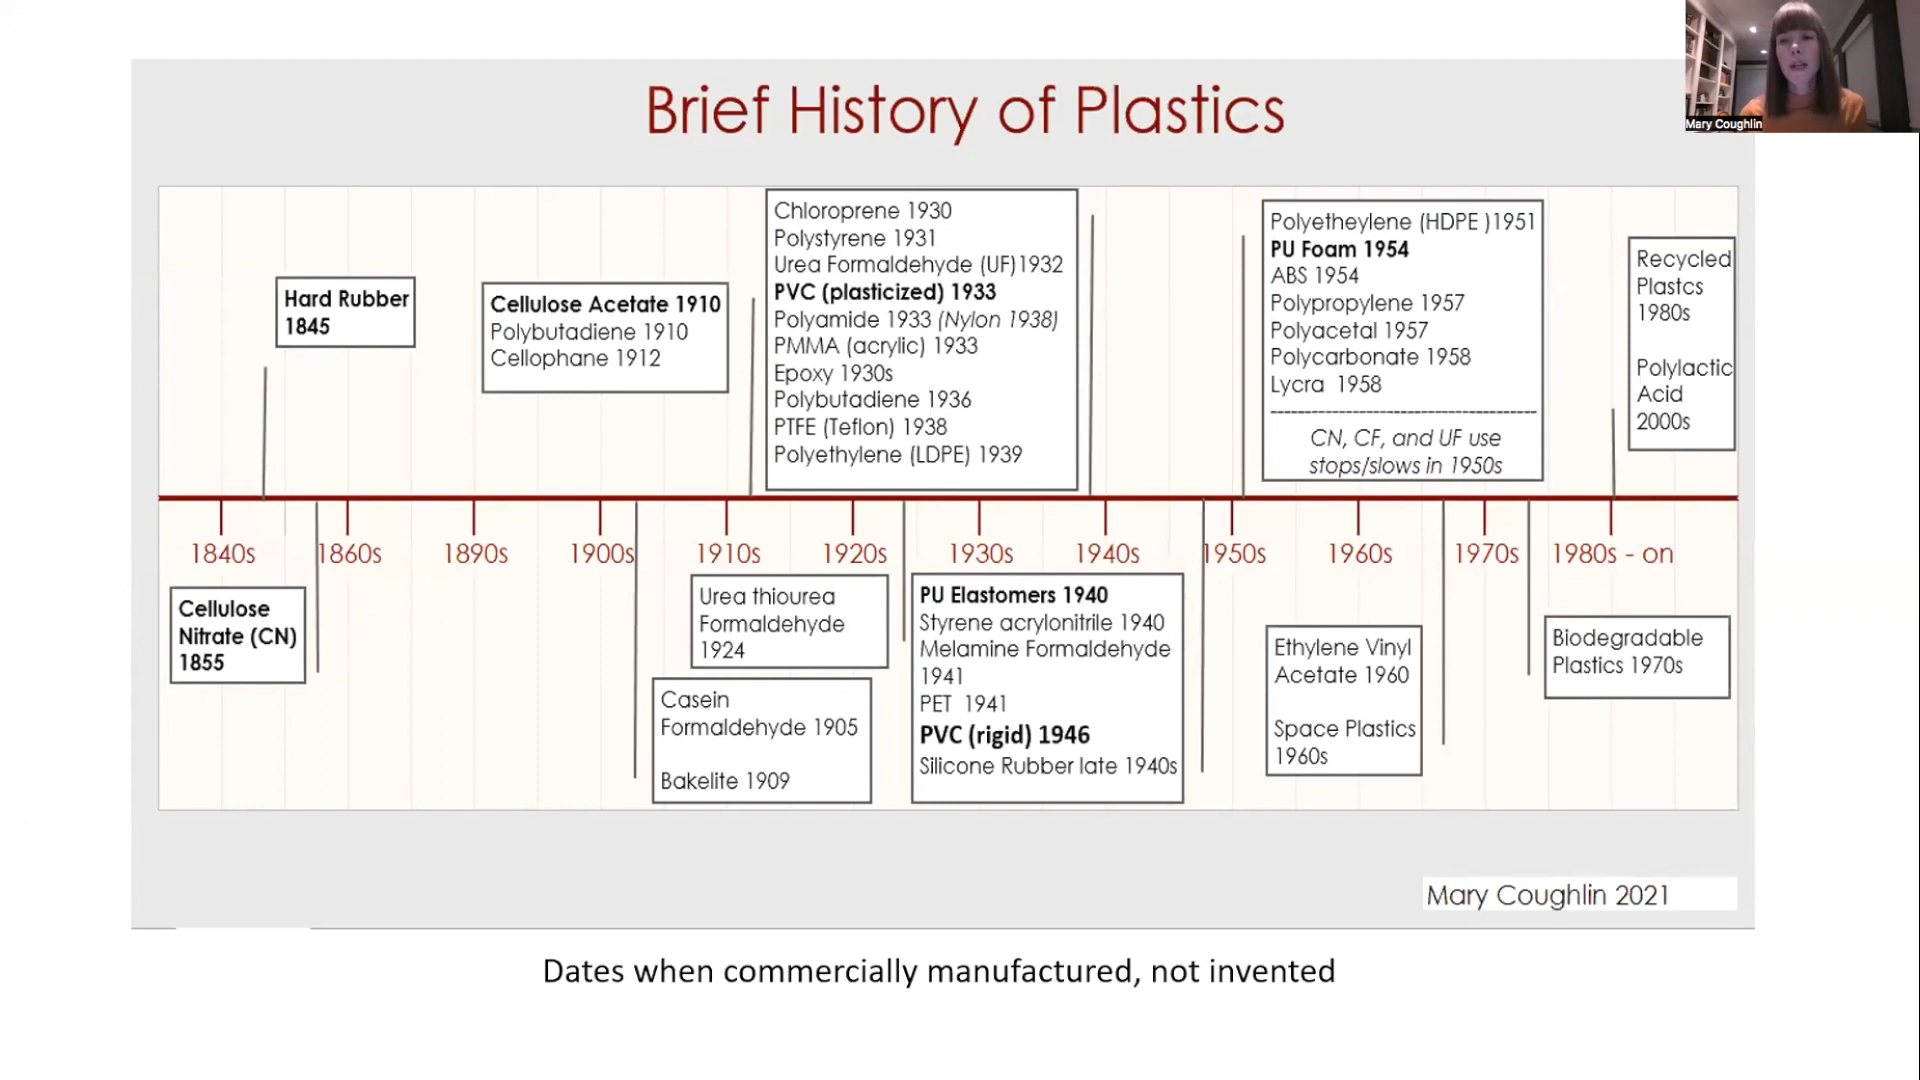 Mary Coughlin
Brief History of Plastics
Hard Rubber
1845
Cellulose Acetate 1910
Polybutadiene 1910
Cellophane 1912
Chloroprene 1930
Polystyrene 1931
Urea Formaldehyde (UF)1932
PVC (plasticized) 1933
Polyamide 1933 (Nylon 1938)
PMMA (acrylic) 1933
Epoxy 1930s
Polybutadiene 1936
PTFE (Teflon) 1938
Polyethylene (LDPE) 1939
Polyetheylene (HDPE )1951
PU Foam 1954
ABS 1954
Polypropylene 1957
Polyacetal 1957
Polycarbonate 1958
Lycra 1958
CN, CF, and UF use
stops/slows in 1950s
Recycled
Plastcs
1980s
Polylactic
Acid
2000s
1840s 1860s 1890s 1900s 1910s 1920s 1930s 1940s 1950s 1960s 1970s 1980s - on
Cellulose
Nitrate (CN)
1855
Urea thiourea
Formaldehyde
1924
Casein
Formaldehyde 1905
Bakelite 1909
PU Elastomers 1940
Styrene acrylonitrile 1940
Melamine Formaldehyde
1941
PET 1941
PVC (rigid) 1946
Silicone Rubber late 1940s
Ethylene Vinyl
Acetate 1960
Space Plastics
1960s
Biodegradable
Plastics 1970s
Mary Coughlin 2021
Dates when commercially manufactured, not invented